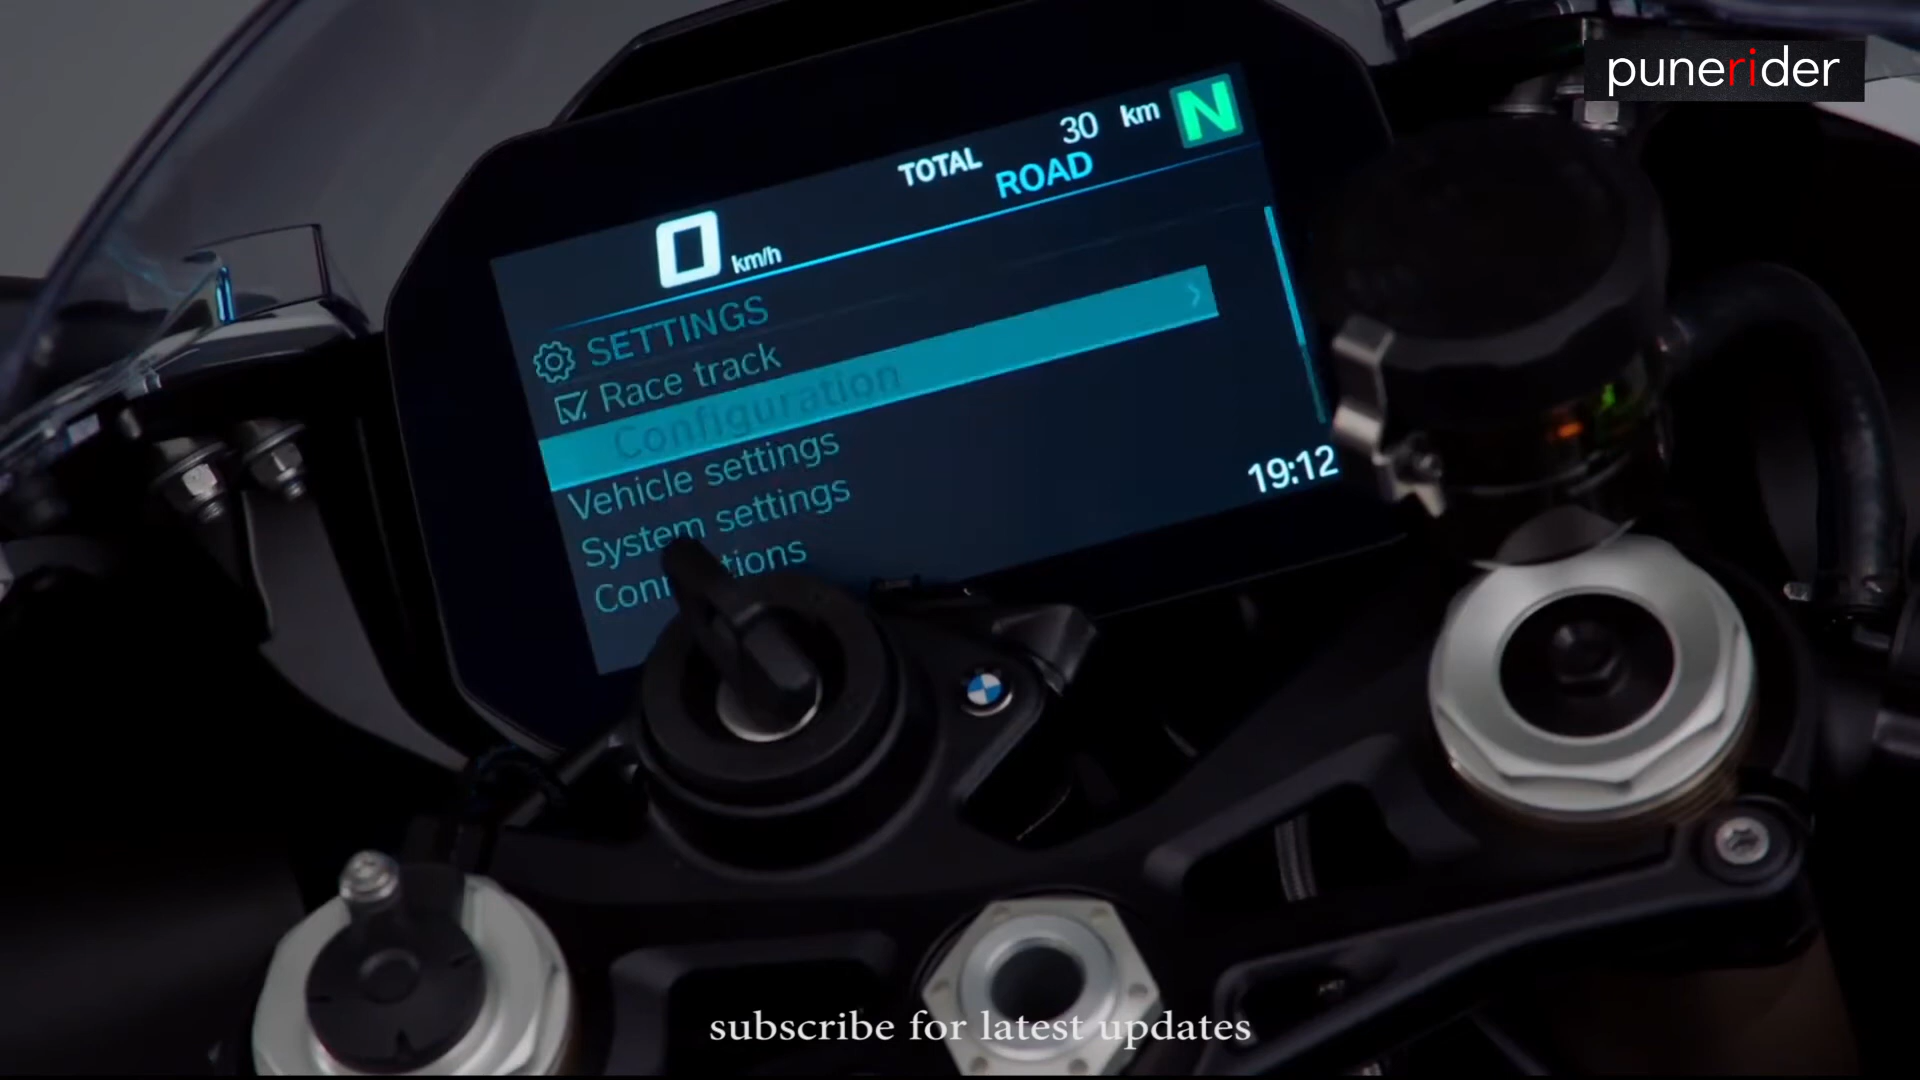 punerider
TOTAL 30 km N
ROAD
0 km/h
SETTINGS
Race track
Configuration
Vehicle settings
System settings
19:12
subscribe for latest updates